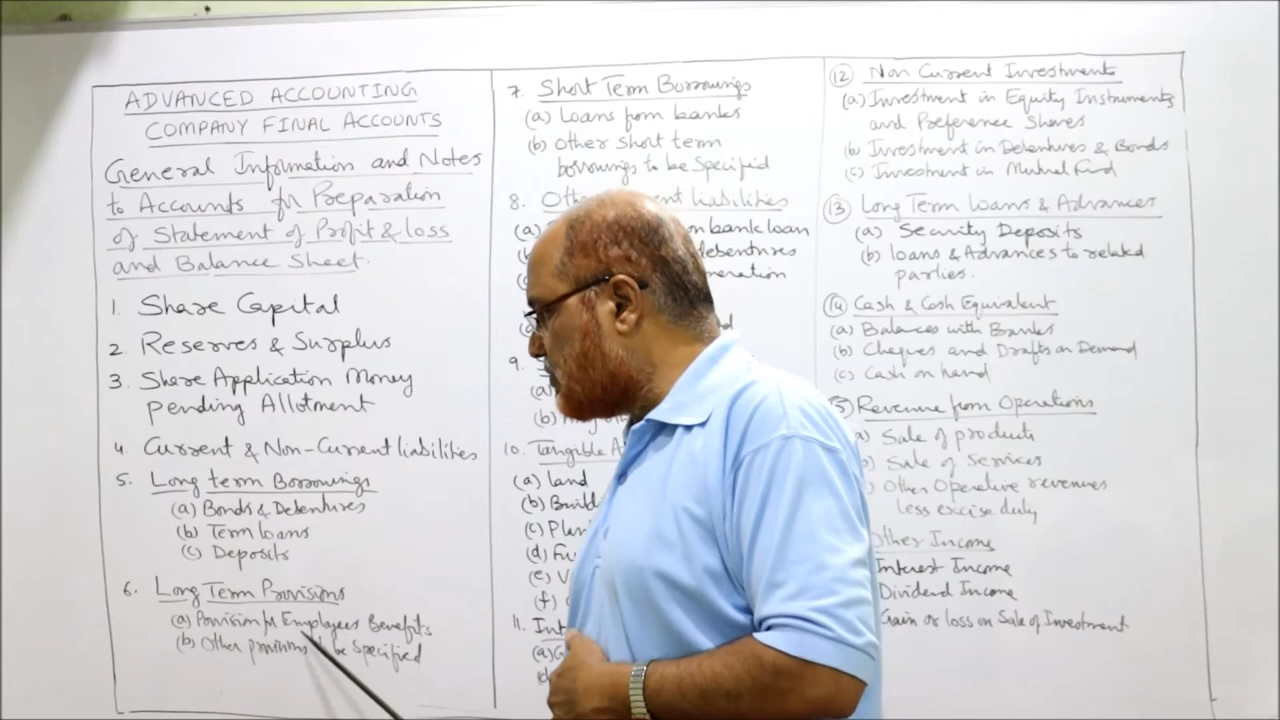 ADVANCED ACCOUNTING
COMPANY FINAL ACCOUNTS
General Information and Notes
to Accounts for Preparation
of Statement of Profit & loss
and Balance Sheet.
1. Share Capital
2 Reserves & Surplus
3. Share Application Money
pending Allotment
4 Current & Non-Current liabilities
5. Long term Borrowings
(a) Bonds & Debentures
(b) Term loans
(c) Deposits
6. Long Term Provisions
(a) Provision for Employees Benefits
(b) Other provisions be Specified
7. Short Term Borrowings
(a) Loans from banks
(b) Other Short term
borrowings to be Specified
8. liabilities
(a) on bank loan
debentures
9.
(a)
(b)
10. Tangible
(a) land
(b)
(c)
(d)
(e)
(f)
11.
(a)
12 Non Current Investments
(a) Investment in Equity Instruments
and Preference Shares
(b) Investment in Debentures & Bonds
(c) Investment in Mutual Fund
13 Long Term loans & Advances
(a) Security Deposits
(b) loans & Advances to related
parties.
14 Cash & Cash Equivalent
(a) Balances with Banks
(b) Cheques and Drafts on Demand
(c) Cash on hand
Revenue from Operations
a) Sale of products
Sale of Services
Other Operative revenues
less excise duty
Other Income
Interest Income
Dividend Income
Gain or loss on Sale of Investment